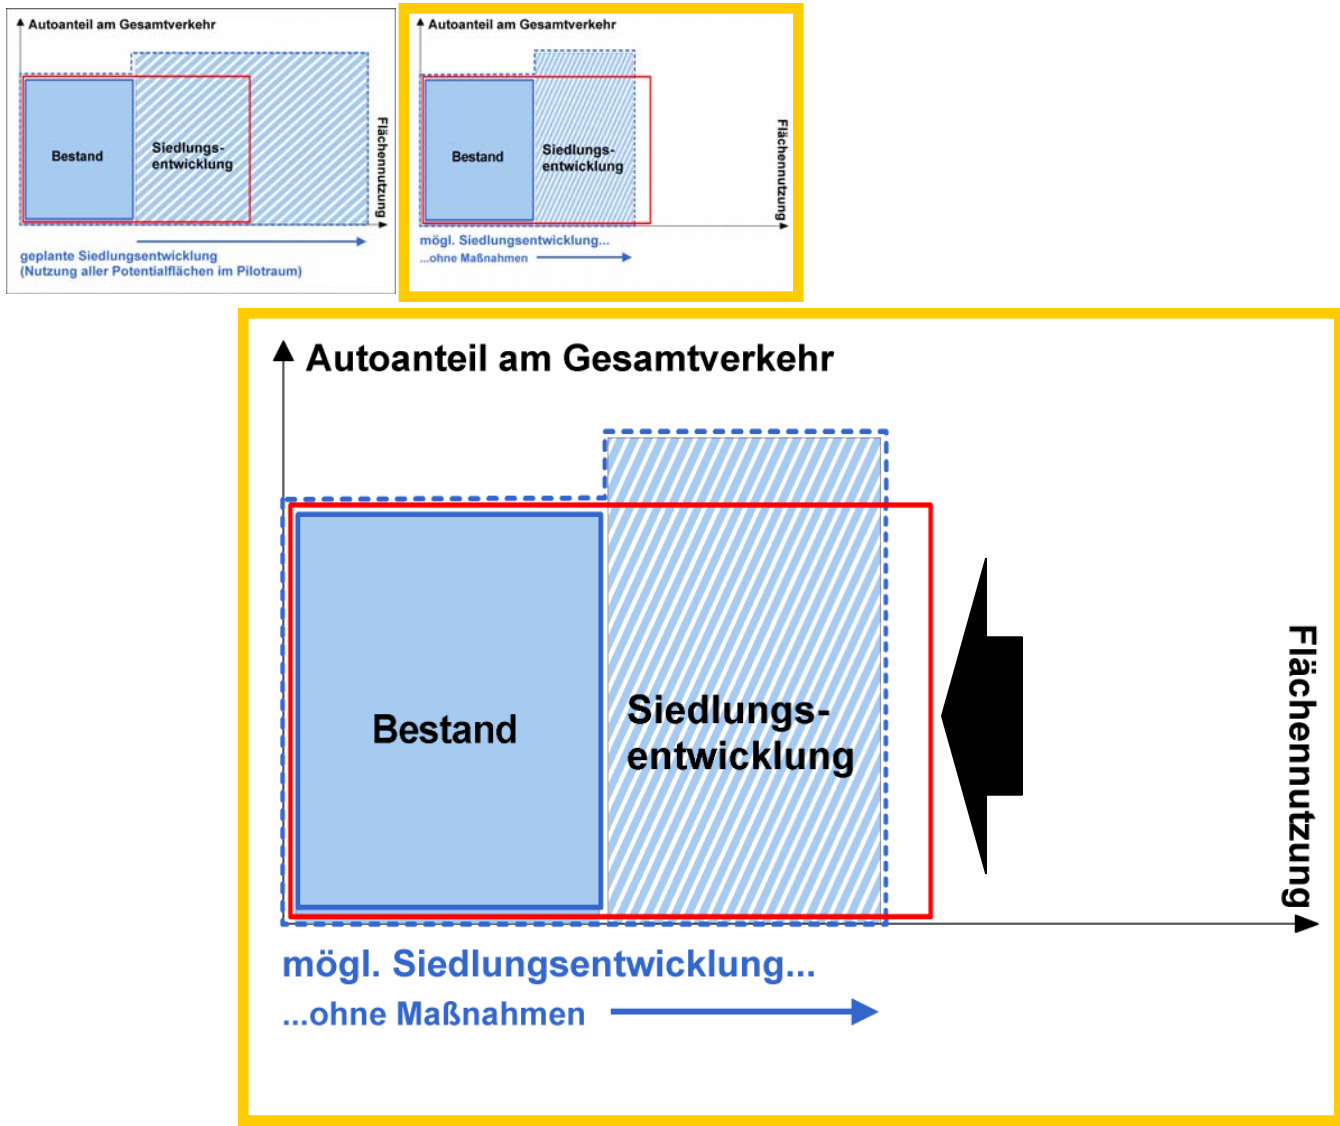 Autoanteil am Gesamtverkehr
Bestand
Siedlungs-
entwicklung
Flächennutzung
geplante Siedlungsentwicklung
(Nutzung aller Potentialflächen im Pilotraum)
Autoanteil am Gesamtverkehr
Bestand
Siedlungs-
entwicklung
Flächennutzung
mögl. Siedlungsentwicklung...
...ohne Maßnahmen
Autoanteil am Gesamtverkehr
Bestand
Siedlungs-
entwicklung
Flächennutzung
mögl. Siedlungsentwicklung...
...ohne Maßnahmen